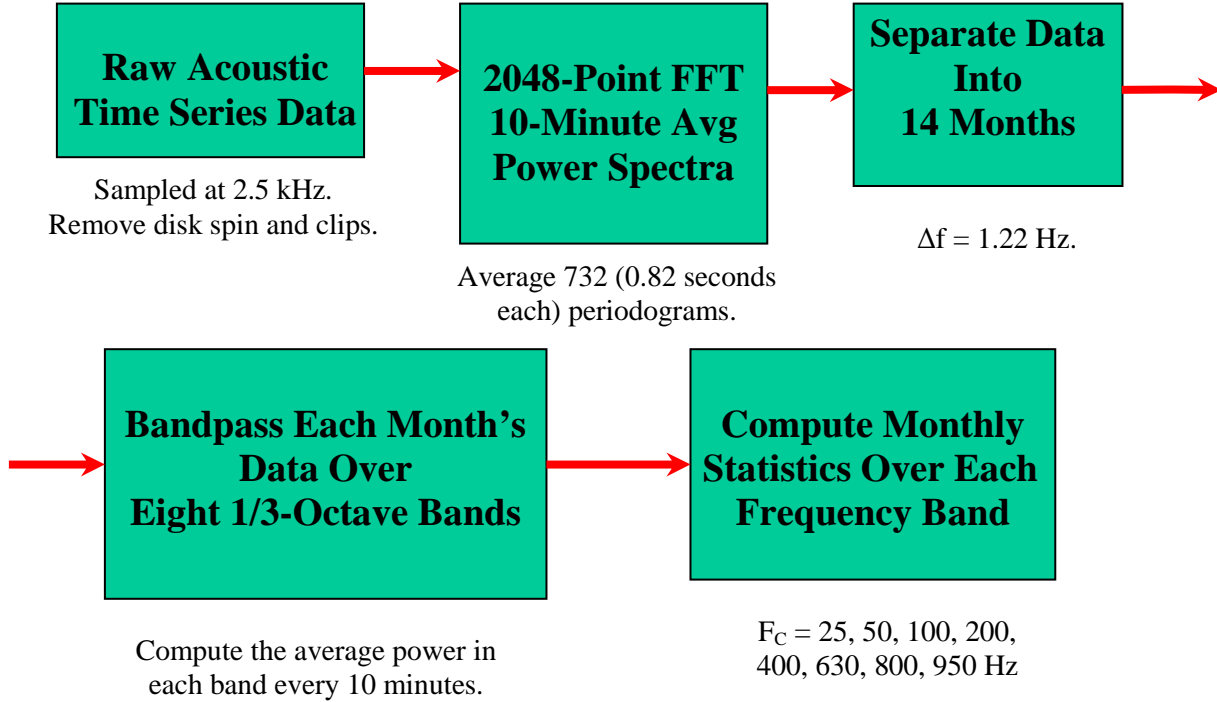 Raw Acoustic
Time Series Data
Sampled at 2.5 kHz.
Remove disk spin and clips.
2048-Point FFT
10-Minute Avg
Power Spectra
Average 732 (0.82 seconds
each) periodograms.
Separate Data
Into
14 Months
Δf = 1.22 Hz.
Bandpass Each Month’s
Data Over
Eight 1/3-Octave Bands
Compute the average power in
each band every 10 minutes.
Compute Monthly
Statistics Over Each
Frequency Band
F_C = 25, 50, 100, 200,
400, 630, 800, 950 Hz